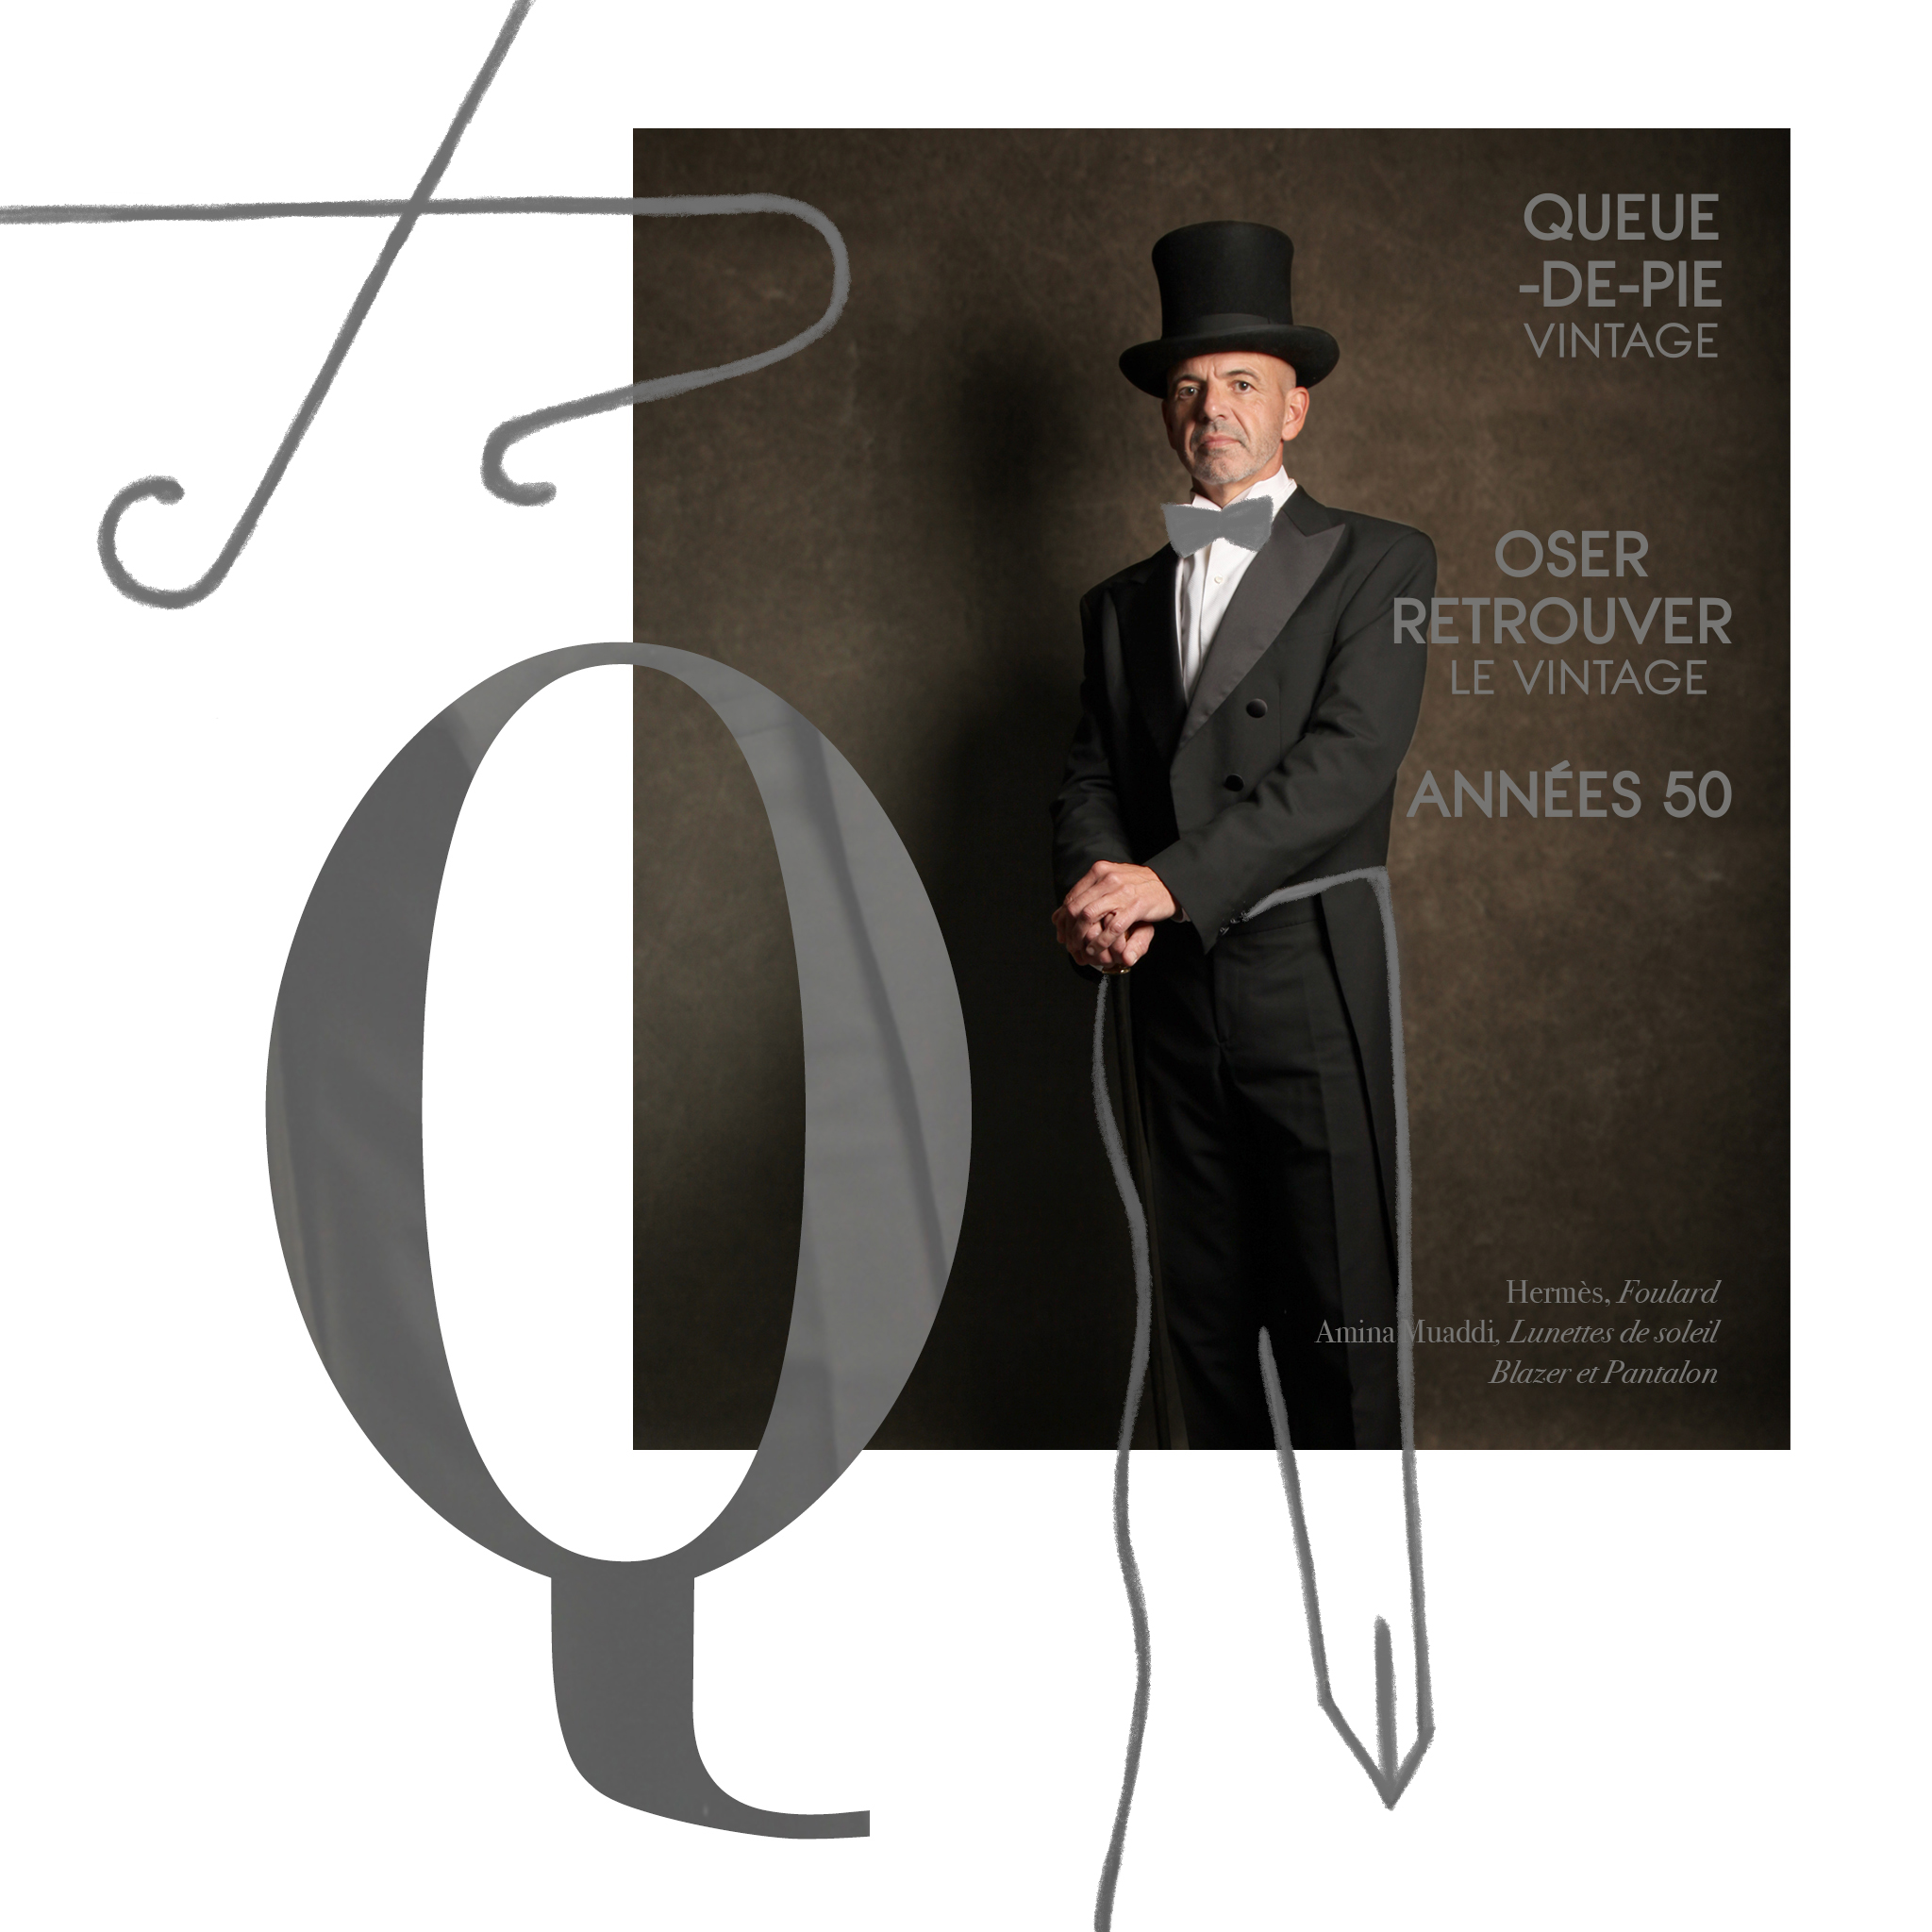 Q
QUEUE
-DE-PIE
VINTAGE
OSER
RETROUVER
LE VINTAGE
ANNÉES 50
Hermès, Foulard
Amina Muaddi, Lunettes de soleil
Blazer et Pantalon